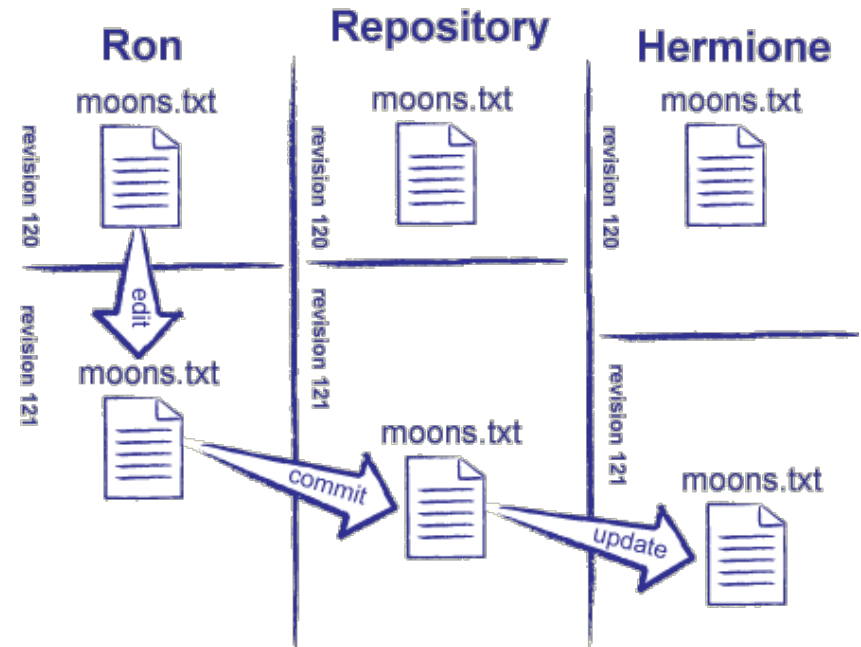 Ron
Repository
Hermione
moons.txt
moons.txt
moons.txt
revision 120
revision 120
revision 120
edit
revision 121
revision 121
revision 121
moons.txt
commit
moons.txt
update
moons.txt